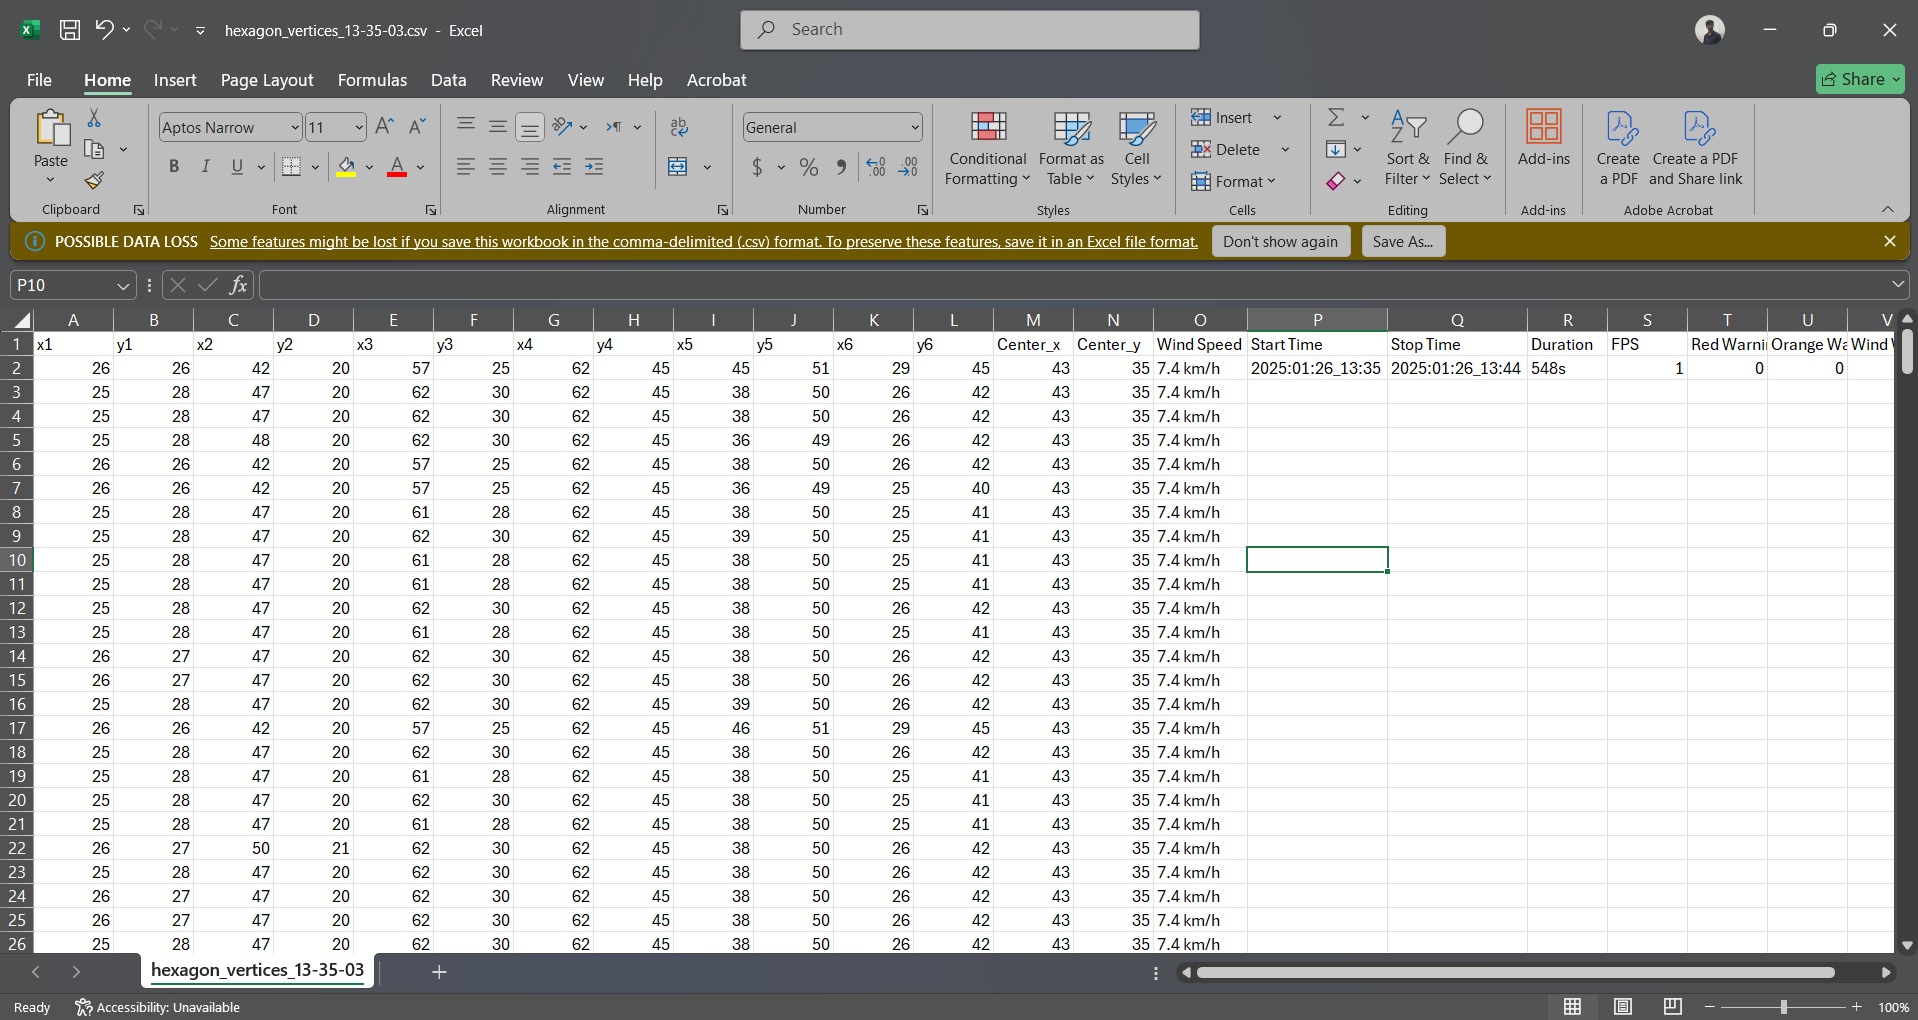 hexagon_vertices_13-35-03.csv - Excel
Search
File Home Insert Page Layout Formulas Data Review View Help Acrobat
Share
Aptos Narrow 11
General
Paste
B I U
$ % 
Conditional Formatting
Format as Table
Cell Styles
Insert
Delete
Format
Sort & Filter
Find & Select
Add-ins
Create a PDF
Create a PDF and Share link
Clipboard Font Alignment Number Styles Cells Editing Add-ins Adobe Acrobat
POSSIBLE DATA LOSS Some features might be lost if you save this workbook in the comma-delimited (.csv) format. To preserve these features, save it in an Excel file format. Don't show again Save As...
P10 fx
A B C D E F G H I J K L M N O P Q R S T U V
1 x1 y1 x2 y2 x3 y3 x4 y4 x5 y5 x6 y6 Center_x Center_y Wind Speed Start Time Stop Time Duration FPS Red Warni Orange Wa Wind
2 26 26 42 20 57 25 62 45 45 51 29 45 43 35 7.4 km/h 2025:01:26_13:35 2025:01:26_13:44 548s 1 0 0
3 25 28 47 20 62 30 62 45 38 50 26 42 43 35 7.4 km/h
4 25 28 47 20 62 30 62 45 38 50 26 42 43 35 7.4 km/h
5 25 28 48 20 62 30 62 45 36 49 26 42 43 35 7.4 km/h
6 26 26 42 20 57 25 62 45 38 50 26 42 43 35 7.4 km/h
7 26 26 42 20 57 25 62 45 36 49 25 40 43 35 7.4 km/h
8 25 28 47 20 61 28 62 45 38 50 25 41 43 35 7.4 km/h
9 25 28 47 20 62 30 62 45 39 50 25 41 43 35 7.4 km/h
10 25 28 47 20 61 28 62 45 38 50 25 41 43 35 7.4 km/h
11 25 28 47 20 61 28 62 45 38 50 25 41 43 35 7.4 km/h
12 25 28 47 20 62 30 62 45 38 50 26 42 43 35 7.4 km/h
13 25 28 47 20 61 28 62 45 38 50 25 41 43 35 7.4 km/h
14 26 27 47 20 62 30 62 45 38 50 26 42 43 35 7.4 km/h
15 26 27 47 20 62 30 62 45 38 50 26 42 43 35 7.4 km/h
16 25 28 47 20 62 30 62 45 39 50 26 42 43 35 7.4 km/h
17 26 26 42 20 57 25 62 45 46 51 29 45 43 35 7.4 km/h
18 25 28 47 20 62 30 62 45 38 50 26 42 43 35 7.4 km/h
19 25 28 47 20 61 28 62 45 38 50 25 41 43 35 7.4 km/h
20 25 28 47 20 62 30 62 45 38 50 25 41 43 35 7.4 km/h
21 25 28 47 20 61 28 62 45 38 50 25 41 43 35 7.4 km/h
22 26 27 50 21 62 30 62 45 38 50 26 42 43 35 7.4 km/h
23 25 28 47 20 62 30 62 45 38 50 26 42 43 35 7.4 km/h
24 26 27 47 20 62 30 62 45 38 50 26 42 43 35 7.4 km/h
25 26 27 47 20 62 30 62 45 38 50 26 42 43 35 7.4 km/h
26 25 28 47 20 62 30 62 45 38 50 26 42 43 35 7.4 km/h
hexagon_vertices_13-35-03
Ready Accessibility: Unavailable 100%